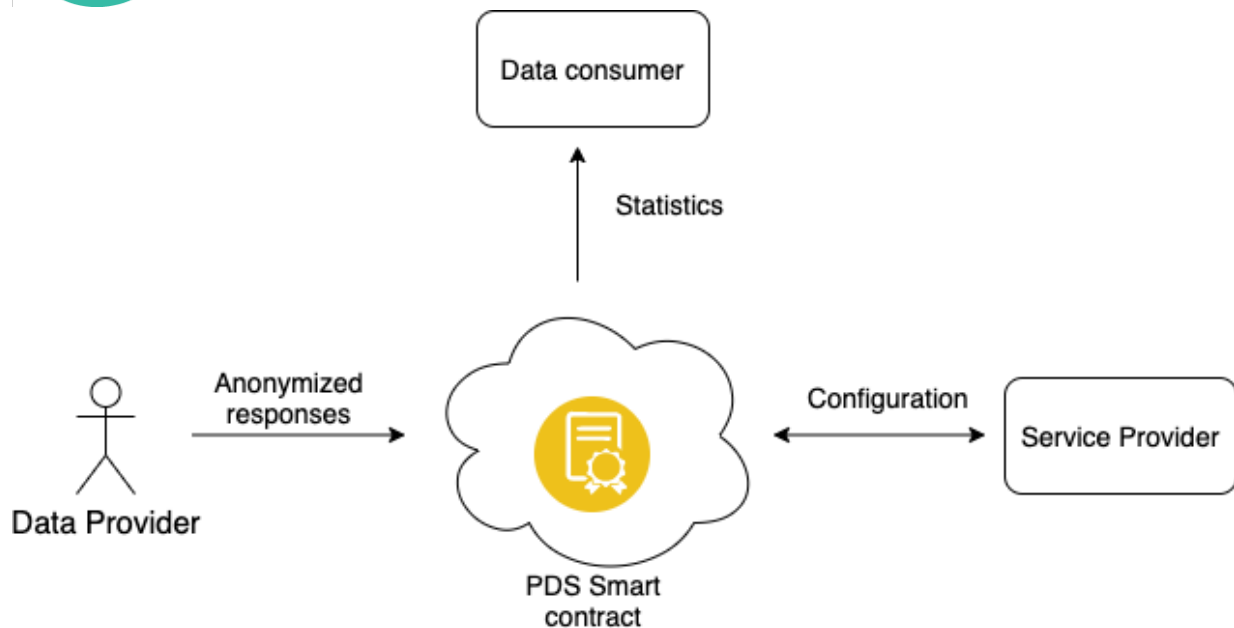 Data consumer
Statistics
Anonymized
responses
Configuration
Service Provider
Data Provider
PDS Smart
contract